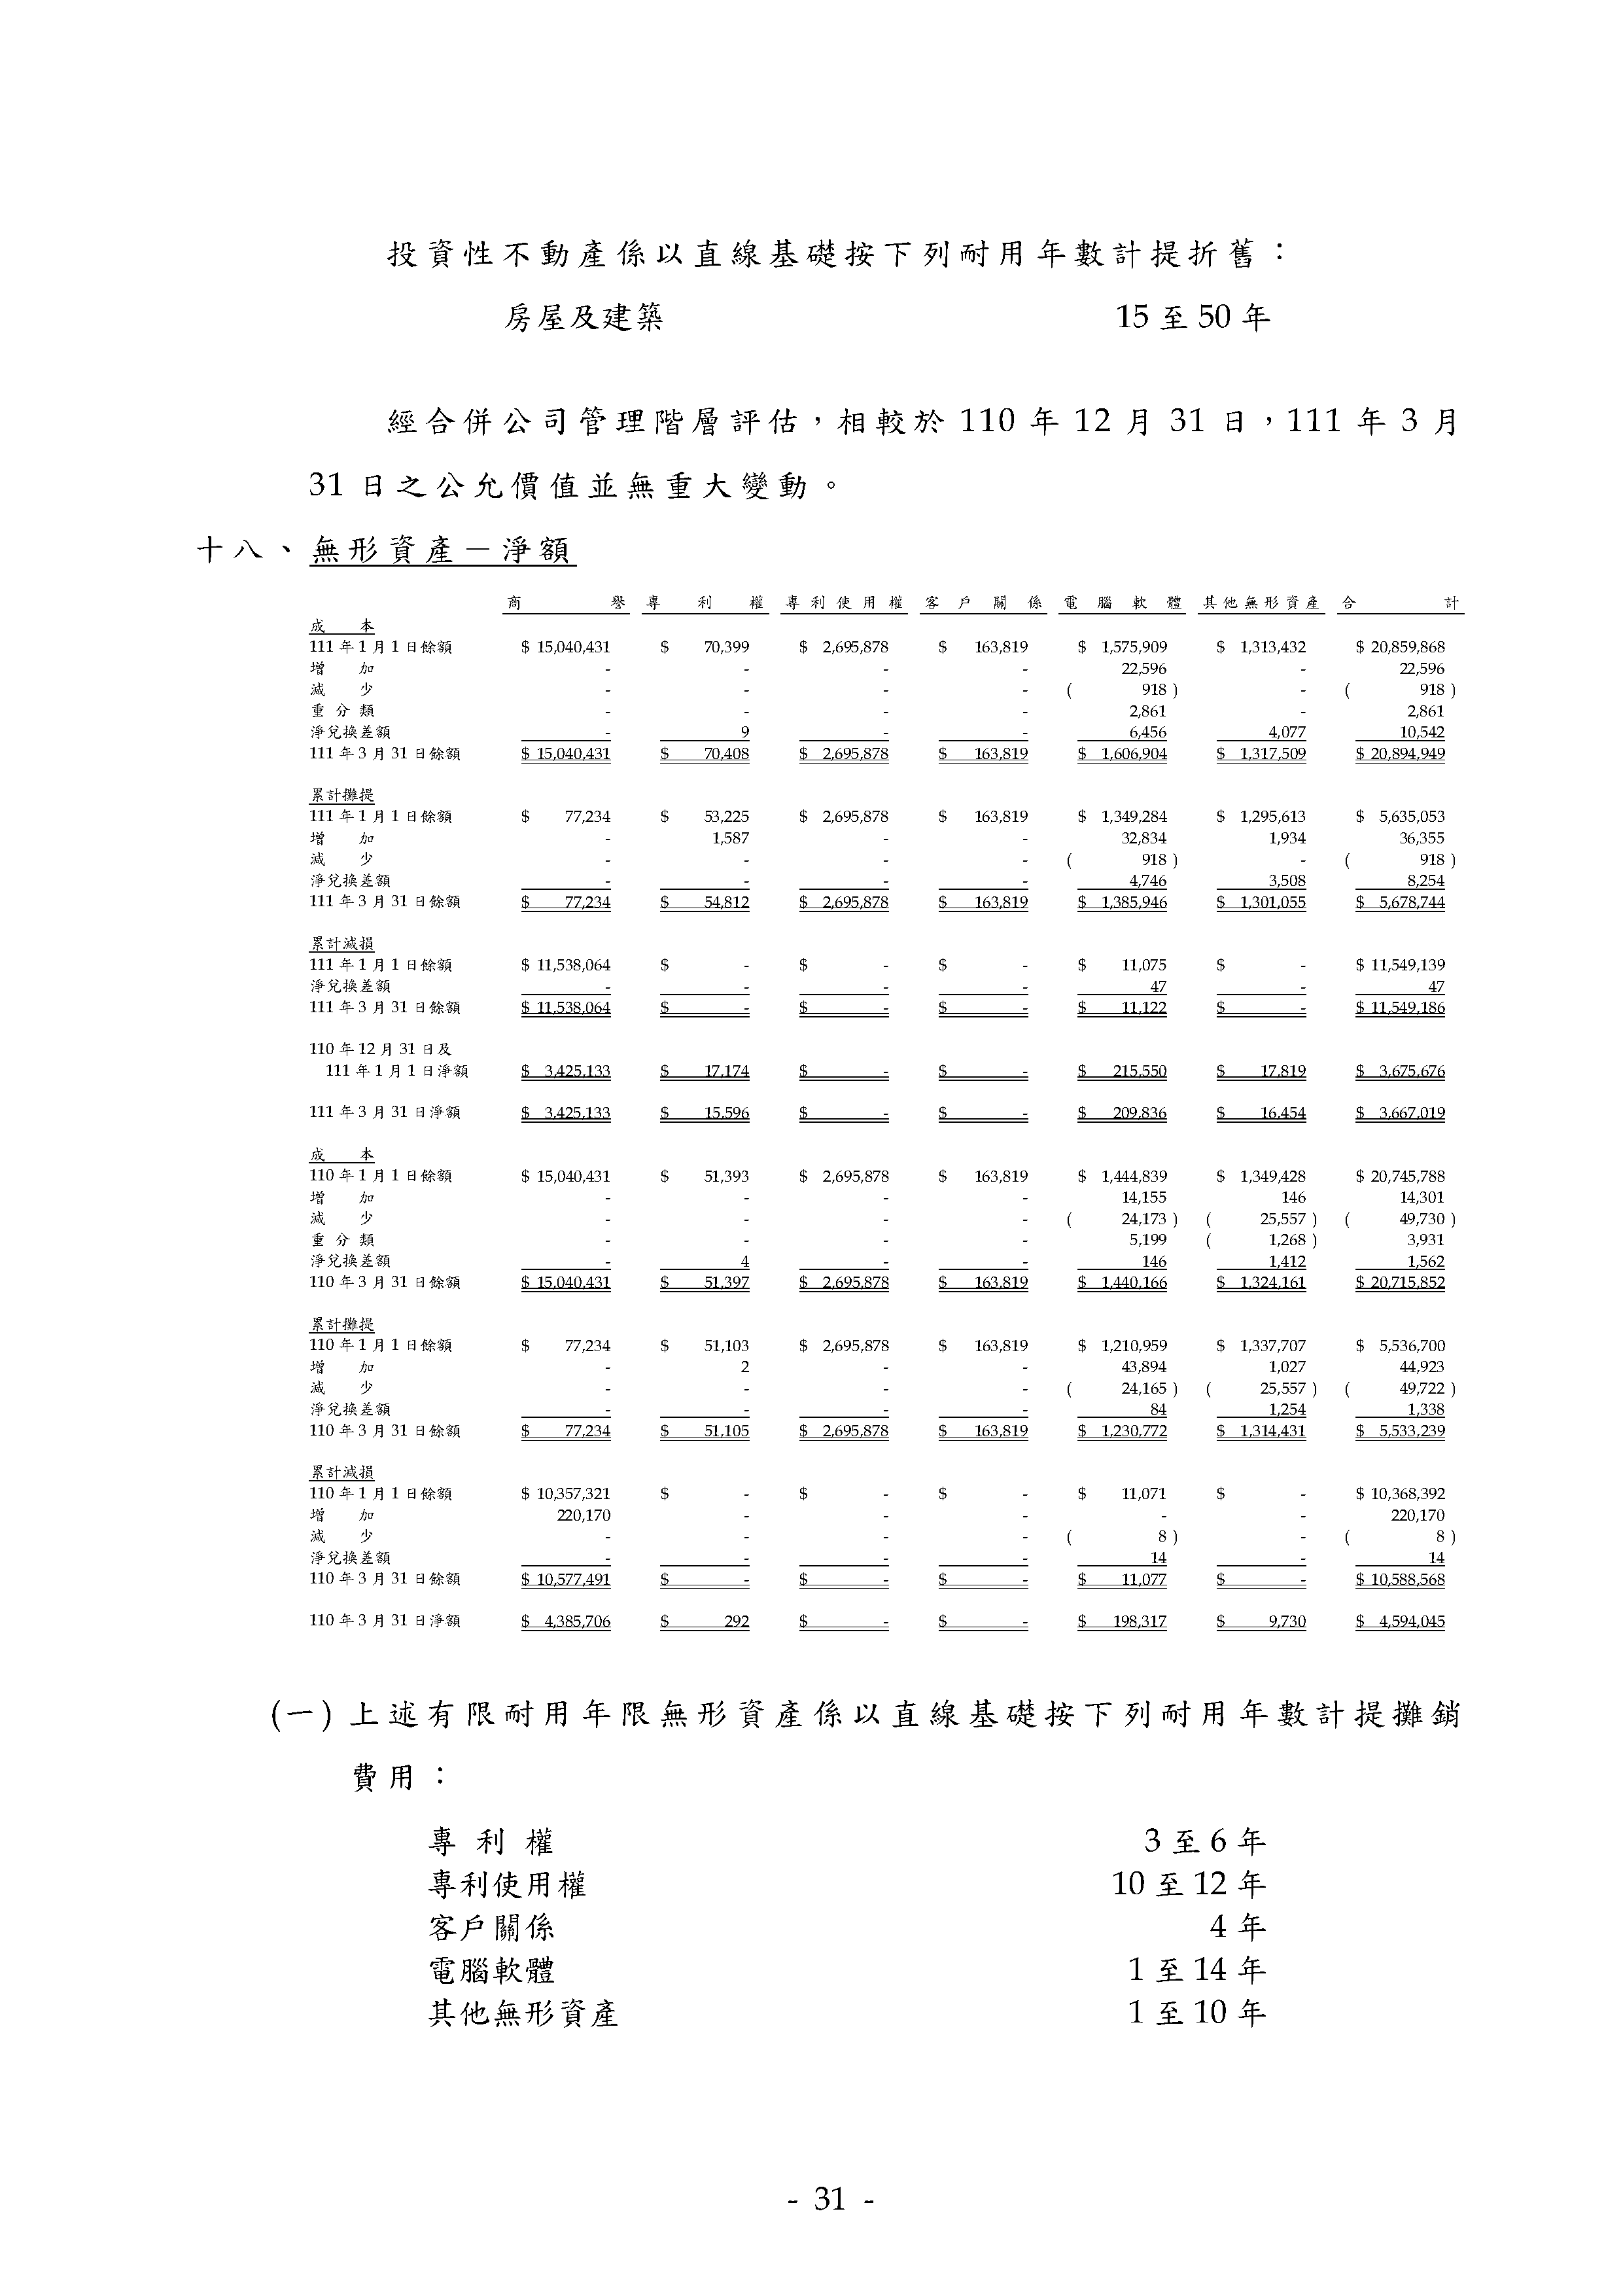 投資性不動產係以直線基礎按下列耐用年數計提折舊：
房屋及建築 15 至 50 年
經合併公司管理階層評估，相較於 110 年 12 月 31 日，111 年 3 月
31 日之公允價值並無重大變動。
十八、無形資產－淨額
商譽 專利權 專利使用權 客戶關係 電腦軟體 其他無形資產 合計
成本
111 年 1 月 1 日餘額 $ 15,040,431 $ 70,399 $ 2,695,878 $ 163,819 $ 1,575,909 $ 1,313,432 $ 20,859,868
增加 - - - - 22,596 - 22,596
減少 - - - - ( 918 ) - ( 918 )
重分類 - - - - 2,861 - 2,861
淨兌換差額 - 9 - - 6,456 4,077 10,542
111 年 3 月 31 日餘額 $ 15,040,431 $ 70,408 $ 2,695,878 $ 163,819 $ 1,606,904 $ 1,317,509 $ 20,894,949
累計攤提
111 年 1 月 1 日餘額 $ 77,234 $ 53,225 $ 2,695,878 $ 163,819 $ 1,349,284 $ 1,295,613 $ 5,635,053
增加 - 1,587 - - 32,834 1,934 36,355
減少 - - - - ( 918 ) - ( 918 )
淨兌換差額 - - - - 4,746 3,508 8,254
111 年 3 月 31 日餘額 $ 77,234 $ 54,812 $ 2,695,878 $ 163,819 $ 1,385,946 $ 1,301,055 $ 5,678,744
累計減損
111 年 1 月 1 日餘額 $ 11,538,064 $ - $ - $ - $ 11,075 $ - $ 11,549,139
淨兌換差額 - - - - 47 - 47
111 年 3 月 31 日餘額 $ 11,538,064 $ - $ - $ - $ 11,122 $ - $ 11,549,186
110 年 12 月 31 日及
111 年 1 月 1 日淨額 $ 3,425,133 $ 17,174 $ - $ - $ 215,550 $ 17,819 $ 3,675,676
111 年 3 月 31 日淨額 $ 3,425,133 $ 15,596 $ - $ - $ 209,836 $ 16,454 $ 3,667,019
成本
110 年 1 月 1 日餘額 $ 15,040,431 $ 51,393 $ 2,695,878 $ 163,819 $ 1,444,839 $ 1,349,428 $ 20,745,788
增加 - - - - 14,155 146 14,301
減少 - - - - ( 24,173 ) ( 25,557 ) ( 49,730 )
重分類 - - - - 5,199 ( 1,268 ) 3,931
淨兌換差額 - 4 - - 146 1,412 1,562
110 年 3 月 31 日餘額 $ 15,040,431 $ 51,397 $ 2,695,878 $ 163,819 $ 1,440,166 $ 1,324,161 $ 20,715,852
累計攤提
110 年 1 月 1 日餘額 $ 77,234 $ 51,103 $ 2,695,878 $ 163,819 $ 1,210,959 $ 1,337,707 $ 5,536,700
增加 - 2 - - 43,894 1,027 44,923
減少 - - - - ( 24,165 ) ( 25,557 ) ( 49,722 )
淨兌換差額 - - - - 84 1,254 1,338
110 年 3 月 31 日餘額 $ 77,234 $ 51,105 $ 2,695,878 $ 163,819 $ 1,230,772 $ 1,314,431 $ 5,533,239
累計減損
110 年 1 月 1 日餘額 $ 10,357,321 $ - $ - $ - $ 11,071 $ - $ 10,368,392
增加 220,170 - - - - - 220,170
減少 - - - - ( 8 ) - ( 8 )
淨兌換差額 - - - - 14 - 14
110 年 3 月 31 日餘額 $ 10,577,491 $ - $ - $ - $ 11,077 $ - $ 10,588,568
110 年 3 月 31 日淨額 $ 4,385,706 $ 292 $ - $ - $ 198,317 $ 9,730 $ 4,594,045
(一) 上述有限耐用年限無形資產係以直線基礎按下列耐用年數計提攤銷
費用：
專利權 3 至 6 年
專利使用權 10 至 12 年
客戶關係 4 年
電腦軟體 1 至 14 年
其他無形資產 1 至 10 年
- 31 -